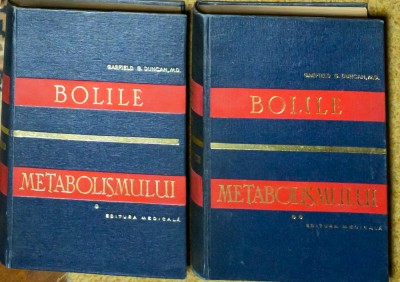 GARFIELD G. DUNCAN, M.D.
BOLILE
METABOLISMULUI
*
EDITURA MEDICALĂ
GARFIELD G. DUNCAN, M.D.
BOLILE
METABOLISMULUI
**
EDITURA MEDICALĂ